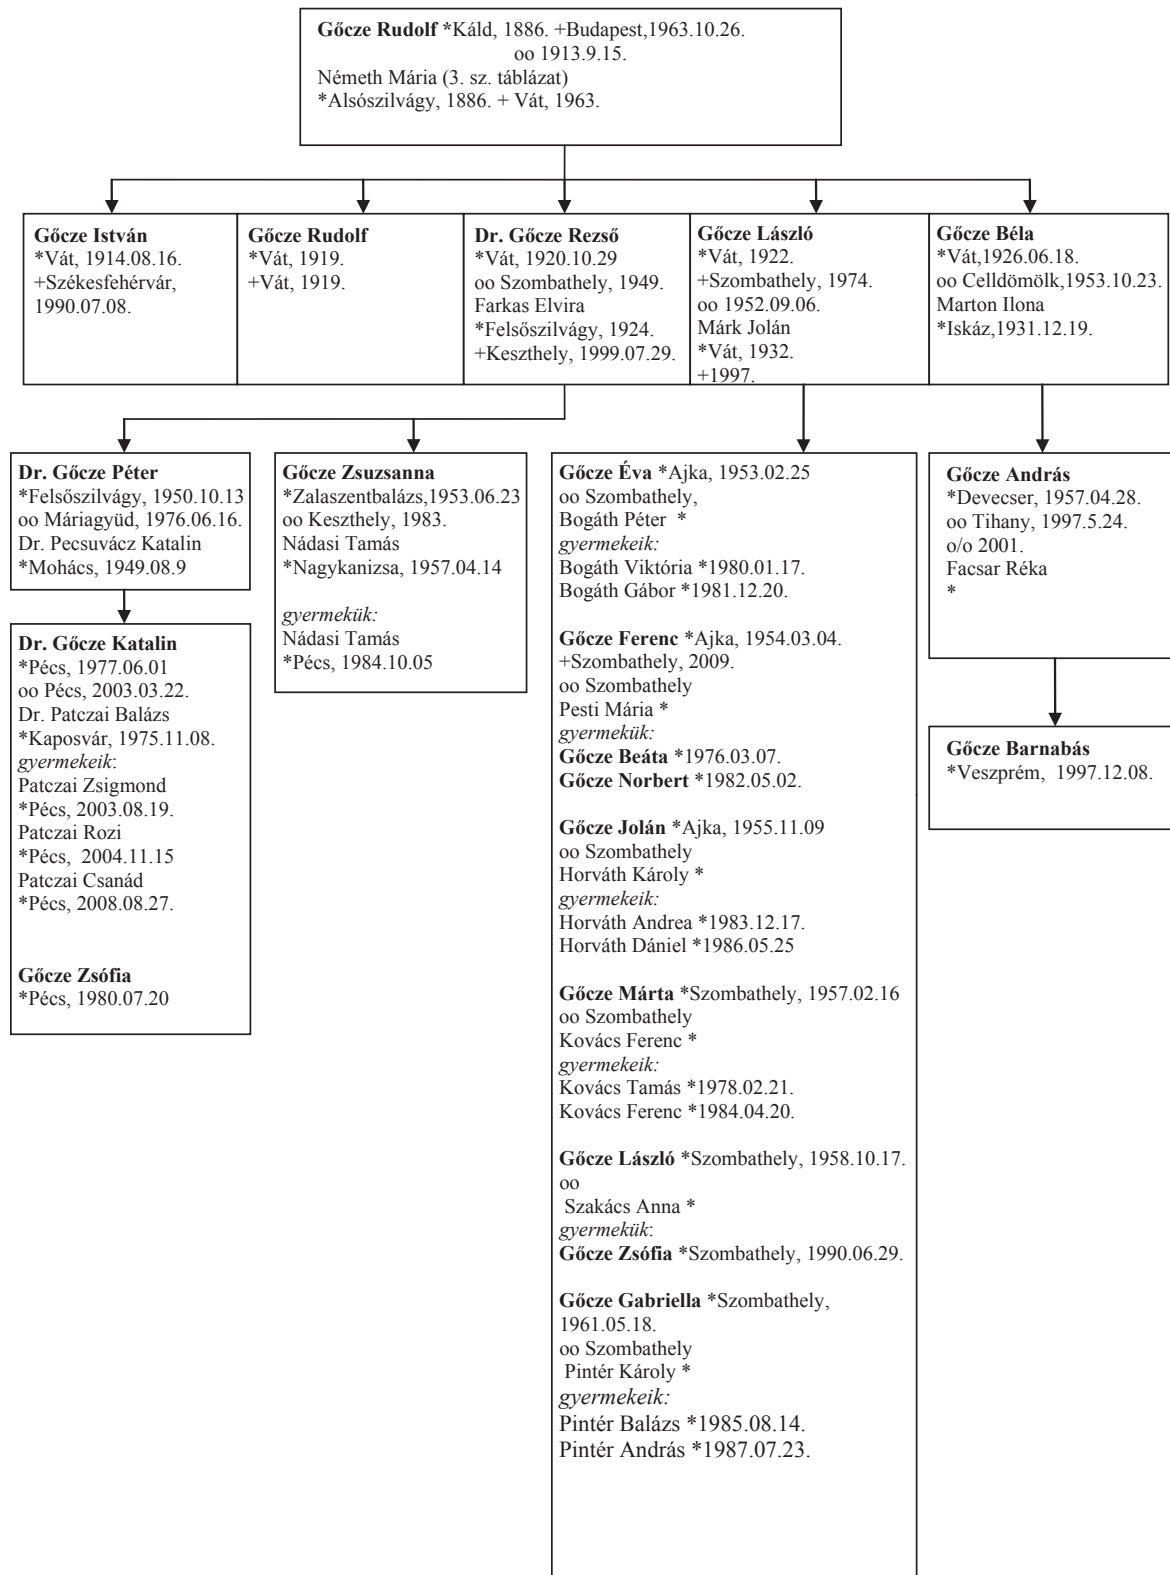 Gőcze Rudolf *Káld, 1886. +Budapest,1963.10.26.
oo 1913.9.15.
Németh Mária (3. sz. táblázat)
*Alsószilvágy, 1886. + Vát, 1963.
Gőcze István
*Vát, 1914.08.16.
+Székesfehérvár,
1990.07.08.
Gőcze Rudolf
*Vát, 1919.
+Vát, 1919.
Dr. Gőcze Rezső
*Vát, 1920.10.29
oo Szombathely, 1949.
Farkas Elvira
*Felsőszilvágy, 1924.
+Keszthely, 1999.07.29.
Gőcze László
*Vát, 1922.
+Szombathely, 1974.
oo 1952.09.06.
Márk Jolán
*Vát, 1932.
+1997.
Gőcze Béla
*Vát,1926.06.18.
oo Celldömölk,1953.10.23.
Marton Ilona
*Iskáz,1931.12.19.
Dr. Gőcze Péter
*Felsőszilvágy, 1950.10.13
oo Máriagyüd, 1976.06.16.
Dr. Pecsuvácz Katalin
*Mohács, 1949.08.9
Dr. Gőcze Katalin
*Pécs, 1977.06.01
oo Pécs, 2003.03.22.
Dr. Patczai Balázs
*Kaposvár, 1975.11.08.
gyermekeik:
Patczai Zsigmond
*Pécs, 2003.08.19.
Patczai Rozi
*Pécs, 2004.11.15
Patczai Csanád
*Pécs, 2008.08.27.
Gőcze Zsófia
*Pécs, 1980.07.20
Gőcze Zsuzsanna
*Zalaszentbalázs,1953.06.23
oo Keszthely, 1983.
Nádasi Tamás
*Nagykanizsa, 1957.04.14
gyermekük:
Nádasi Tamás
*Pécs, 1984.10.05
Gőcze Éva *Ajka, 1953.02.25
oo Szombathely,
Bogáth Péter *
gyermekeik:
Bogáth Viktória *1980.01.17.
Bogáth Gábor *1981.12.20.
Gőcze Ferenc *Ajka, 1954.03.04.
+Szombathely, 2009.
oo Szombathely
Pesti Mária *
gyermekük:
Gőcze Beáta *1976.03.07.
Gőcze Norbert *1982.05.02.
Gőcze Jolán *Ajka, 1955.11.09
oo Szombathely
Horváth Károly *
gyermekeik:
Horváth Andrea *1983.12.17.
Horváth Dániel *1986.05.25
Gőcze Márta *Szombathely, 1957.02.16
oo Szombathely
Kovács Ferenc *
gyermekeik:
Kovács Tamás *1978.02.21.
Kovács Ferenc *1984.04.20.
Gőcze László *Szombathely, 1958.10.17.
oo
Szakács Anna *
gyermekük:
Gőcze Zsófia *Szombathely, 1990.06.29.
Gőcze Gabriella *Szombathely,
1961.05.18.
oo Szombathely
Pintér Károly *
gyermekeik:
Pintér Balázs *1985.08.14.
Pintér András *1987.07.23.
Gőcze András
*Devecser, 1957.04.28.
oo Tihany, 1997.5.24.
o/o 2001.
Facsar Réka
*
Gőcze Barnabás
*Veszprém, 1997.12.08.